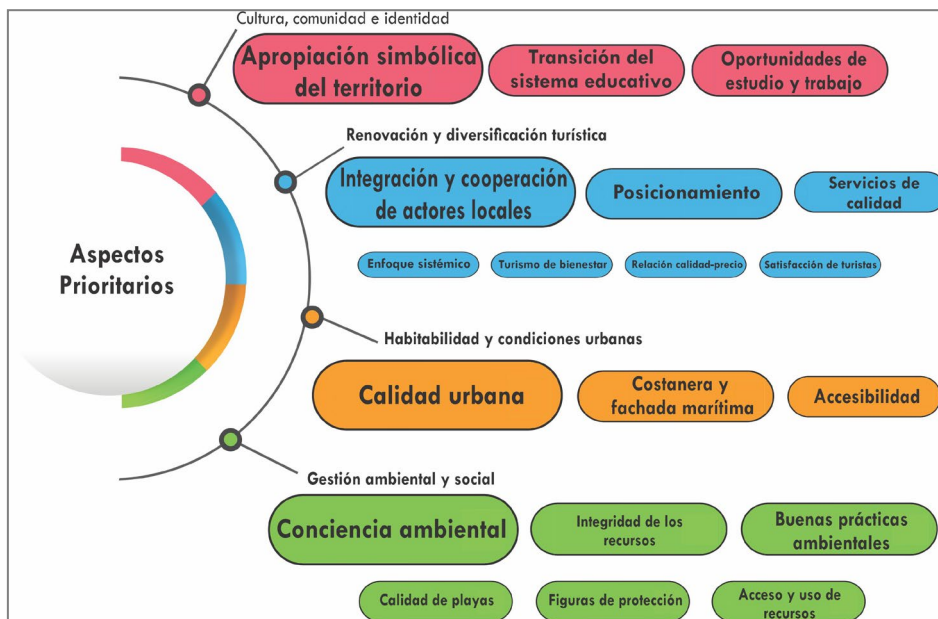 Cultura, comunidad e identidad
Apropiación simbólica
del territorio
Transición del
sistema educativo
Oportunidades de
estudio y trabajo
Renovación y diversificación turística
Integración y cooperación
de actores locales
Posicionamiento
Servicios de
calidad
Enfoque sistémico
Turismo de bienestar
Relación calidad-precio
Satisfacción de turistas
Aspectos
Prioritarios
Habitabilidad y condiciones urbanas
Calidad urbana
Costanera y
fachada marítima
Accesibilidad
Gestión ambiental y social
Conciencia ambiental
Integridad de los
recursos
Buenas prácticas
ambientales
Calidad de playas
Figuras de protección
Acceso y uso de
recursos